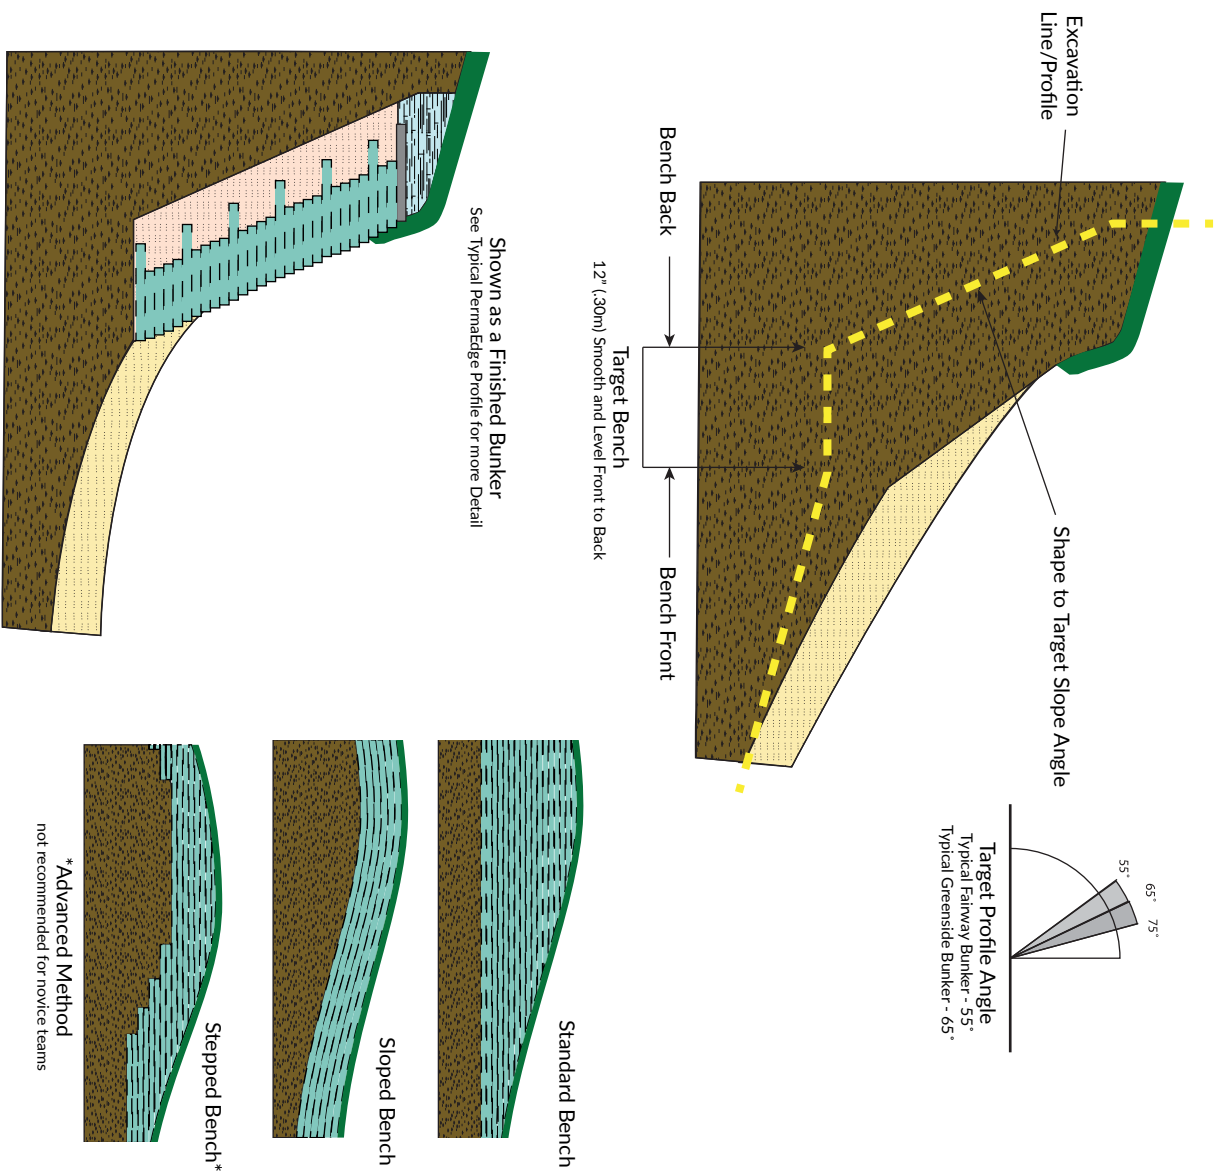 Excavation
Line/Profile
Shape to Target Slope Angle
Bench Back
Bench Front
Target Bench
12" (.30m) Smooth and Level Front to Back
55°
65°
75°
Target Profile Angle
Typical Fairway Bunker - 55°
Typical Greenside Bunker - 65°
Shown as a Finished Bunker
See Typical PermaEdge Profile for more Detail
Standard Bench
Sloped Bench
Stepped Bench*
*Advanced Method
not recommended for novice teams